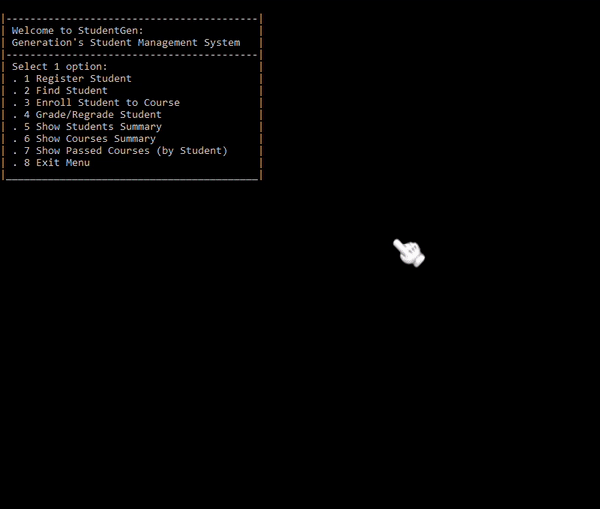 |------------------------------------------|
| Welcome to StudentGen:                   |
| Generation's Student Management System   |
|------------------------------------------|
| Select 1 option:                         |
| . 1 Register Student                     |
| . 2 Find Student                         |
| . 3 Enroll Student to Course             |
| . 4 Grade/Regrade Student                |
| . 5 Show Students Summary                |
| . 6 Show Courses Summary                 |
| . 7 Show Passed Courses (by Student)     |
| . 8 Exit Menu                            |
|__________________________________________|